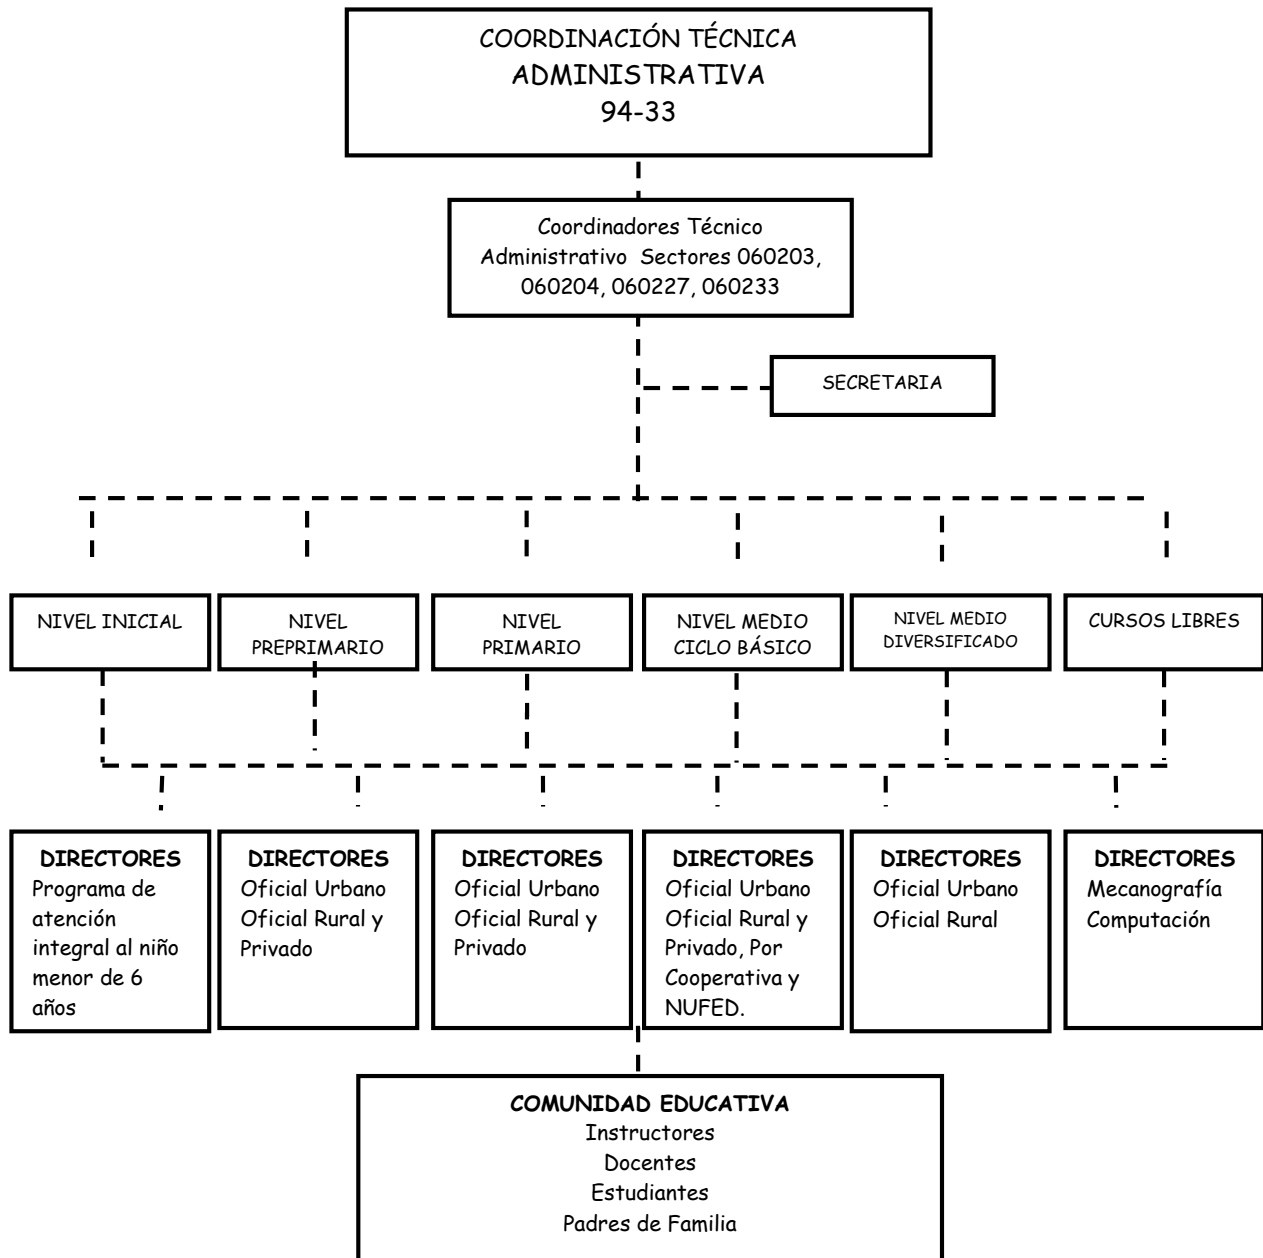 COORDINACIÓN TÉCNICA
ADMINISTRATIVA
94-33
Coordinadores Técnico
Administrativo Sectores 060203,
060204, 060227, 060233
SECRETARIA
NIVEL INICIAL
NIVEL
PREPRIMARIO
NIVEL
PRIMARIO
NIVEL MEDIO
CICLO BÁSICO
NIVEL MEDIO
DIVERSIFICADO
CURSOS LIBRES
DIRECTORES
Programa de
atención
integral al niño
menor de 6
años
DIRECTORES
Oficial Urbano
Oficial Rural y
Privado
DIRECTORES
Oficial Urbano
Oficial Rural y
Privado
DIRECTORES
Oficial Urbano
Oficial Rural y
Privado, Por
Cooperativa y
NUFED.
DIRECTORES
Oficial Urbano
Oficial Rural
DIRECTORES
Mecanografía
Computación
COMUNIDAD EDUCATIVA
Instructores
Docentes
Estudiantes
Padres de Familia